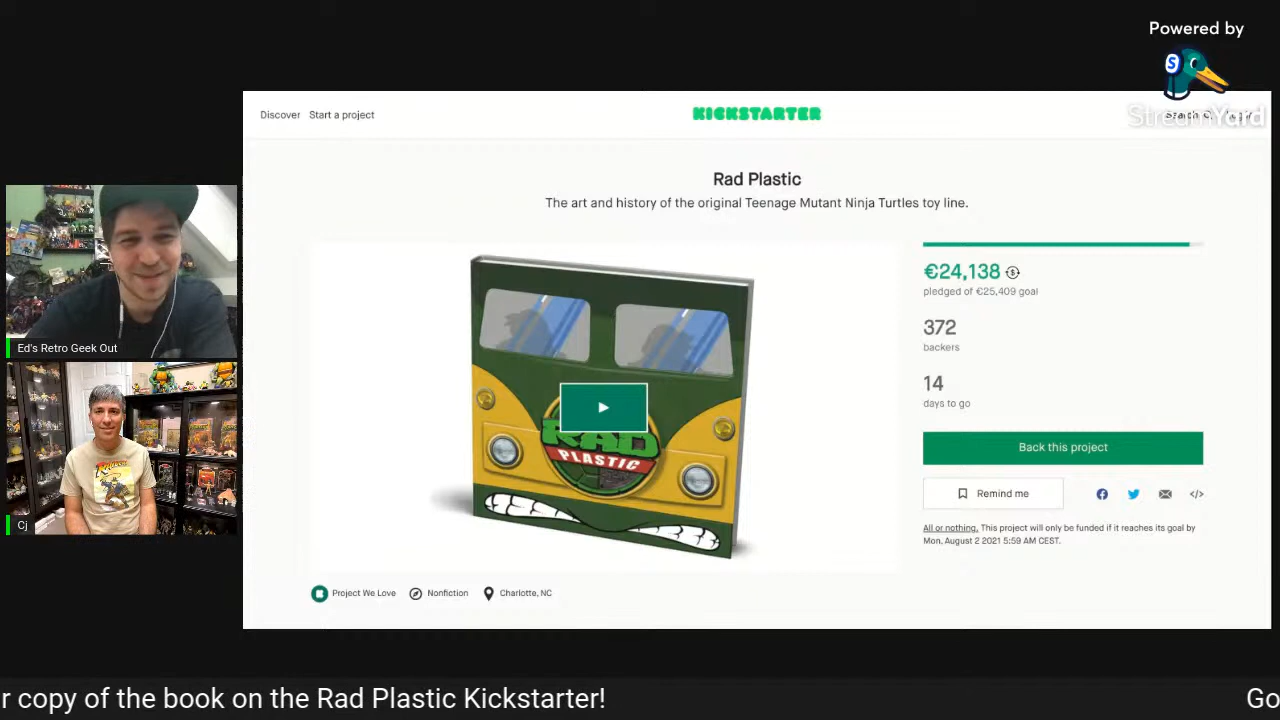 Powered by
StreamYard
Discover Start a project
KICKSTARTER
Search
Rad Plastic
The art and history of the original Teenage Mutant Ninja Turtles toy line.
€24,138
pledged of €25,409 goal
372
backers
14
days to go
Back this project
Remind me
All or nothing. This project will only be funded if it reaches its goal by
Mon, August 2 2021 5:59 AM CEST.
RAD
PLASTIC
Project We Love
Nonfiction
Charlotte, NC
Ed's Retro Geek Out
Cj
r copy of the book on the Rad Plastic Kickstarter!
Go